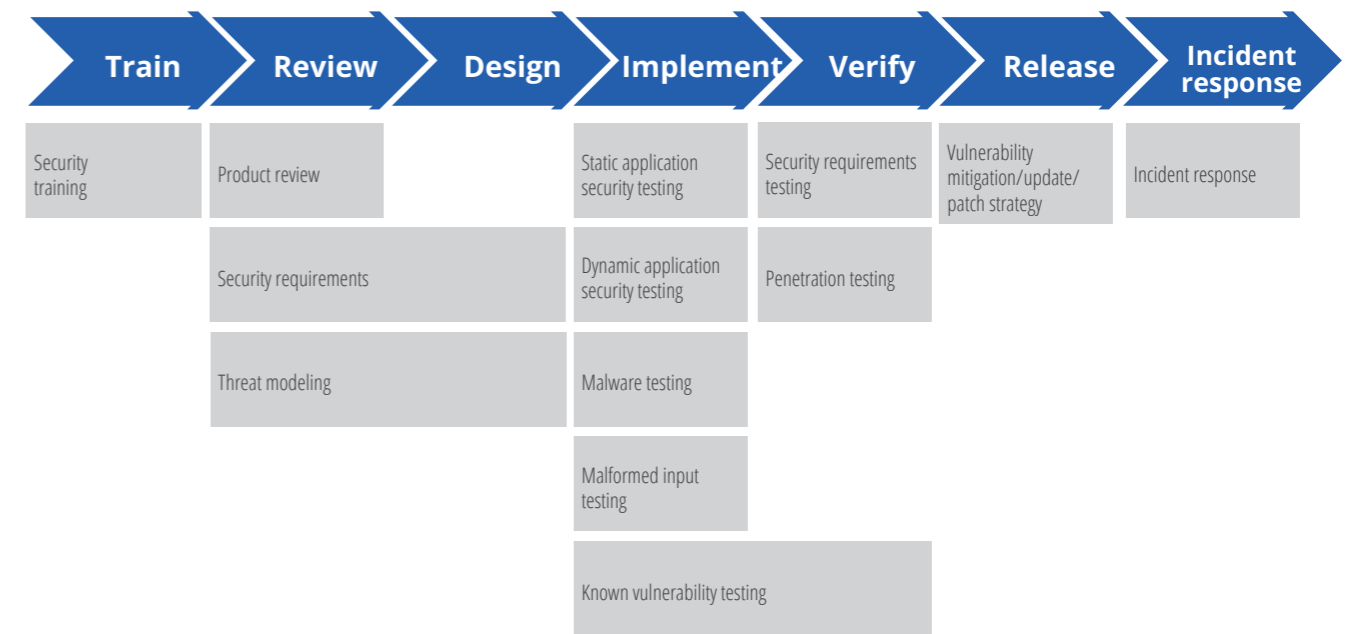 Train
Review
Design
Implement
Verify
Release
Incident
response
Security
training
Product review
Static application
security testing
Security requirements
testing
Vulnerability
mitigation/update/
patch strategy
Incident response
Security requirements
Dynamic application
security testing
Penetration testing
Threat modeling
Malware testing
Malformed input
testing
Known vulnerability testing